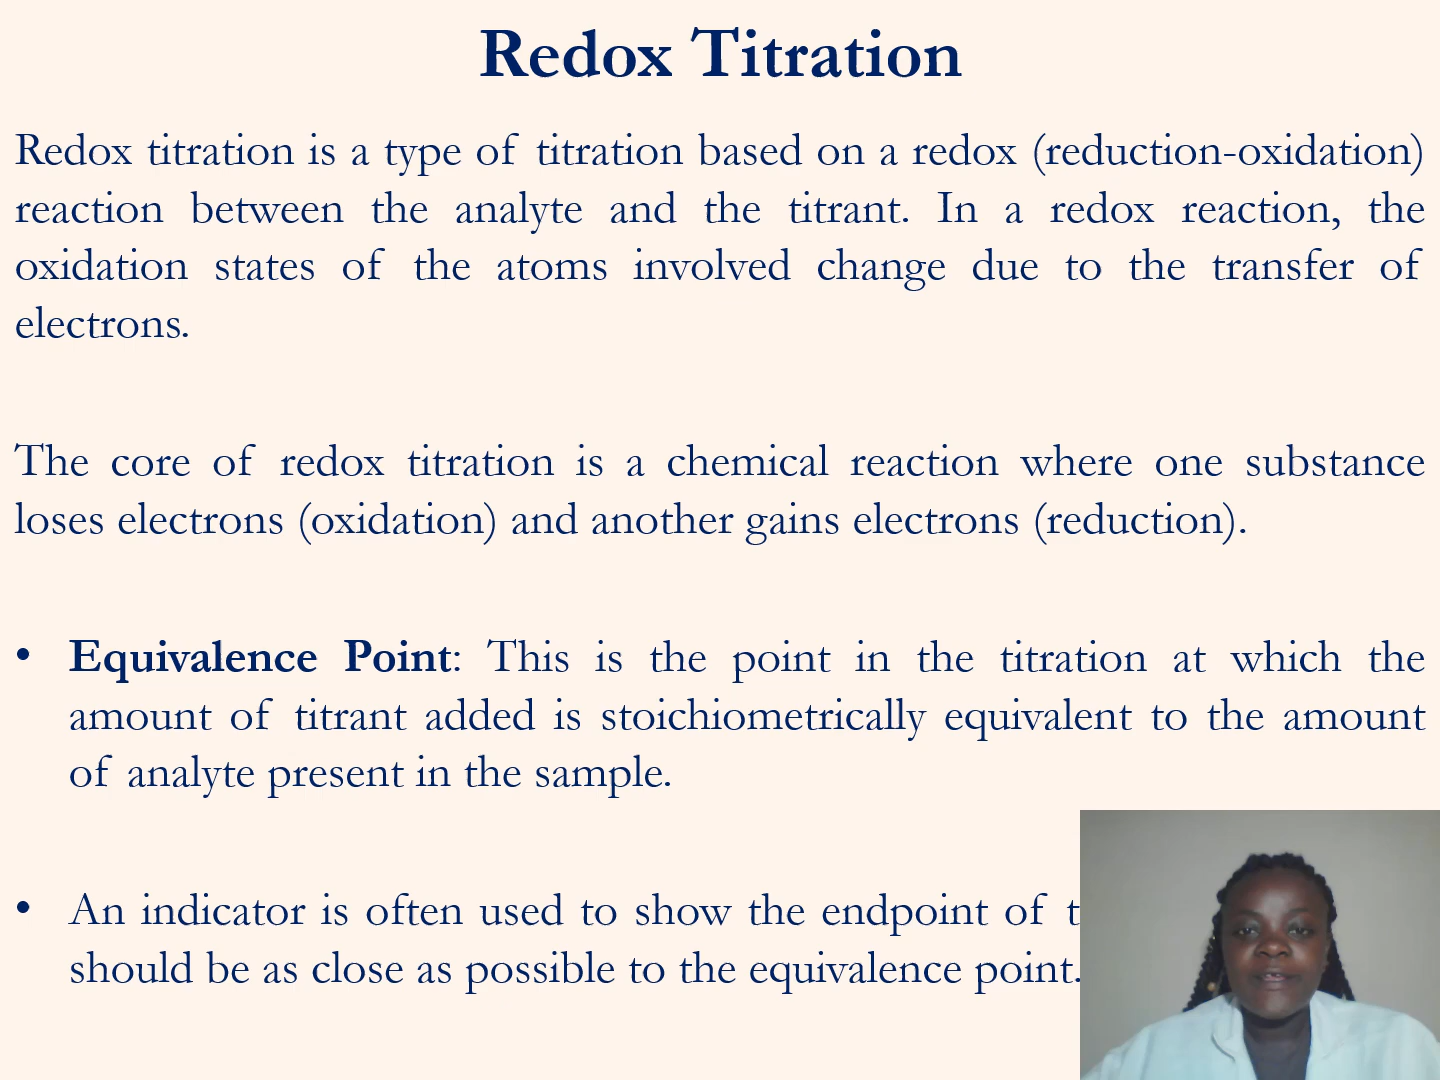 Redox Titration
Redox titration is a type of titration based on a redox (reduction-oxidation)
reaction between the analyte and the titrant. In a redox reaction, the
oxidation states of the atoms involved change due to the transfer of
electrons.
The core of redox titration is a chemical reaction where one substance
loses electrons (oxidation) and another gains electrons (reduction).
• Equivalence Point: This is the point in the titration at which the
amount of titrant added is stoichiometrically equivalent to the amount
of analyte present in the sample.
• An indicator is often used to show the endpoint of
should be as close as possible to the equivalence point.